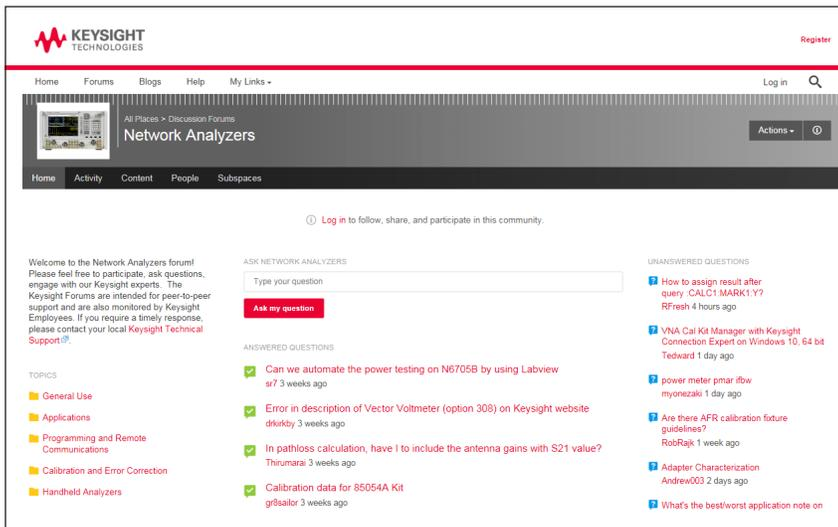 KEYSIGHT
TECHNOLOGIES
Register
Home Forums Blogs Help My Links
Log in
All Places > Discussion Forums
Network Analyzers
Actions
Home Activity Content People Subspaces
Log in to follow, share, and participate in this community.
Welcome to the Network Analyzers forum!
Please feel free to participate, ask questions,
engage with our Keysight experts. The
Keysight Forums are intended for peer-to-peer
support and are also monitored by Keysight
Employees. If you require a timely response,
please contact your local Keysight Technical
Support.
TOPICS
General Use
Applications
Programming and Remote
Communications
Calibration and Error Correction
Handheld Analyzers
ASK NETWORK ANALYZERS
Type your question
Ask my question
ANSWERED QUESTIONS
Can we automate the power testing on N6705B by using Labview
sr7 3 weeks ago
Error in description of Vector Voltmeter (option 308) on Keysight website
drkirkby 3 weeks ago
In pathloss calculation, have I to include the antenna gains with S21 value?
Thirumarai 3 weeks ago
Calibration data for 85054A Kit
gr8sailor 3 weeks ago
UNANSWERED QUESTIONS
How to assign result after
query :CALC1:MARK1:Y?
RFresh 4 hours ago
VNA Cal Kit Manager with Keysight
Connection Expert on Windows 10, 64 bit
Tedward 1 day ago
power meter pmar ifbw
myonezaki 1 day ago
Are there AFR calibration fixture
guidelines?
RobRajk 1 week ago
Adapter Characterization
Andrew003 2 days ago
What's the best/worst application note on